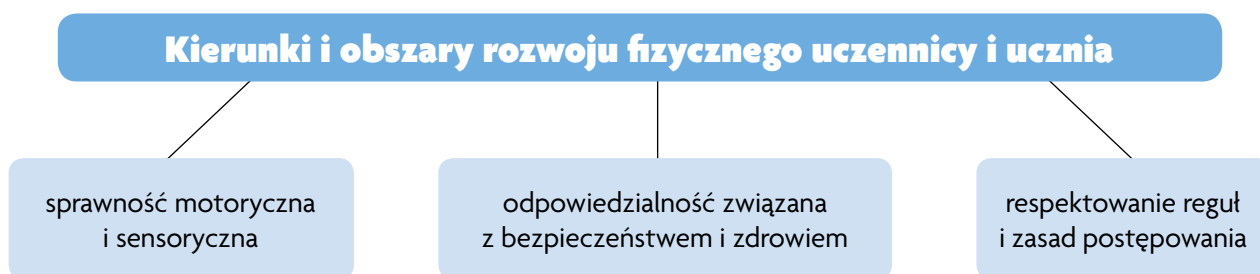 Kierunki i obszary rozwoju fizycznego uczennicy i ucznia
sprawność motoryczna
i sensoryczna
odpowiedzialność związana
z bezpieczeństwem i zdrowiem
respektowanie reguł
i zasad postępowania